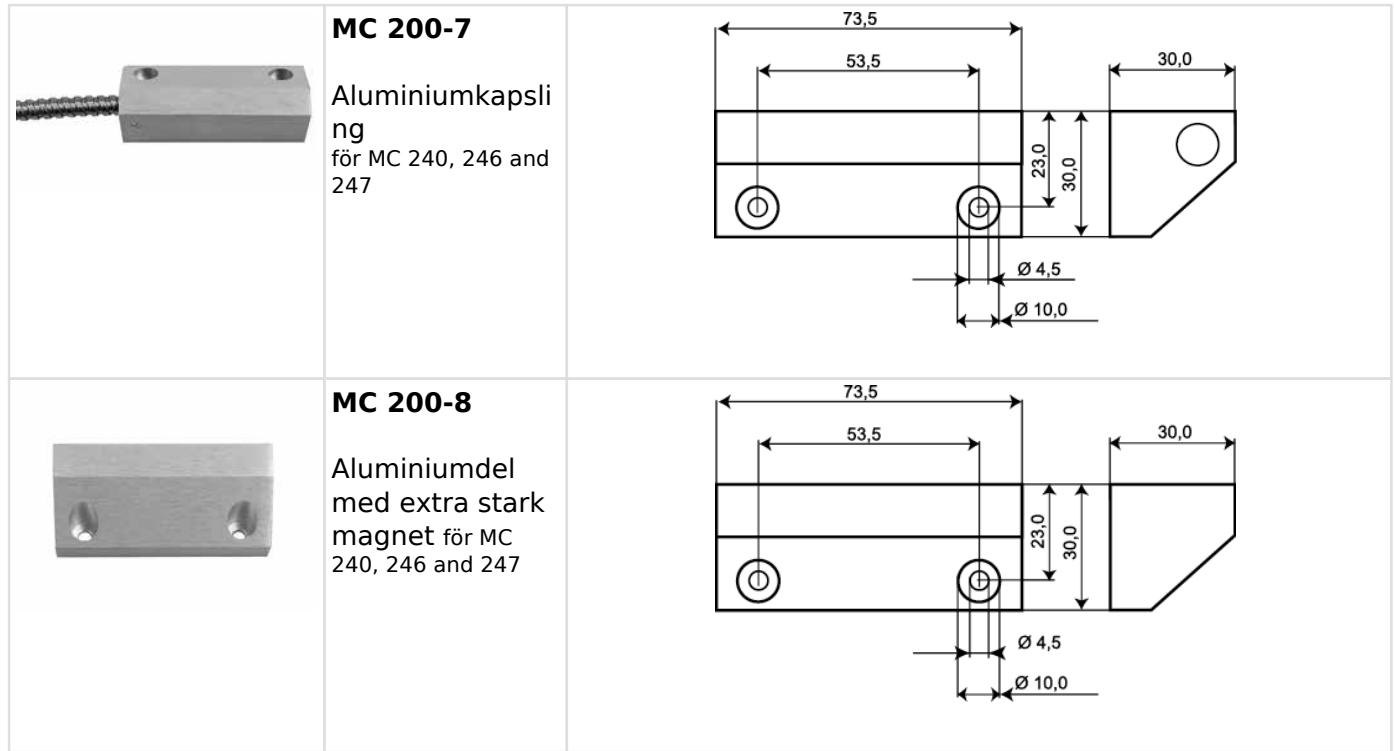 MC 200-7
Aluminiumkapsli
ng
för MC 240, 246 and
247
73,5
53,5
30,0
23,0
30,0
Ø 4,5
Ø 10,0
MC 200-8
Aluminiumdel
med extra stark
magnet för MC
240, 246 and 247
73,5
53,5
30,0
23,0
30,0
Ø 4,5
Ø 10,0